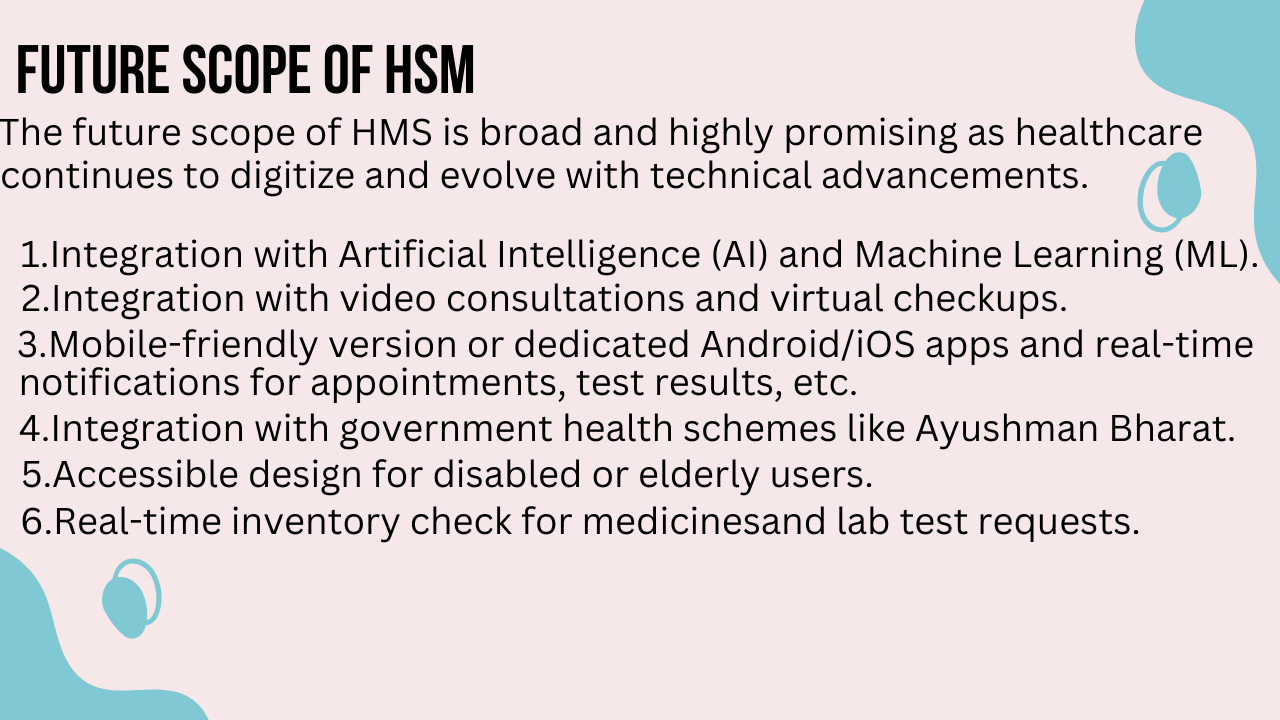 FUTURE SCOPE OF HSM
The future scope of HMS is broad and highly promising as healthcare
continues to digitize and evolve with technical advancements.
1.Integration with Artificial Intelligence (AI) and Machine Learning (ML).
2.Integration with video consultations and virtual checkups.
3.Mobile-friendly version or dedicated Android/iOS apps and real-time
notifications for appointments, test results, etc.
4.Integration with government health schemes like Ayushman Bharat.
5.Accessible design for disabled or elderly users.
6.Real-time inventory check for medicinesand lab test requests.